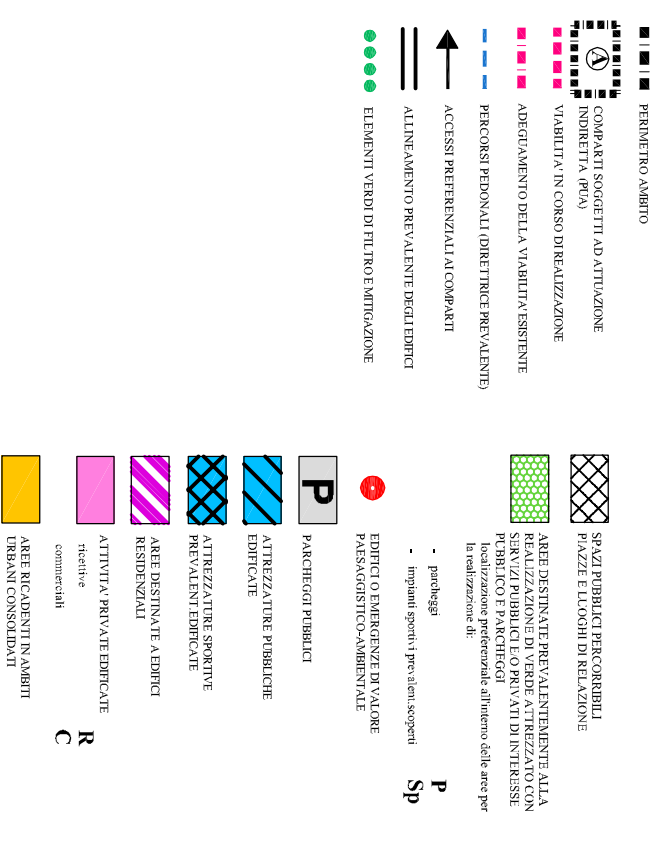 PERIMETRO AMBITO
A
COMPARTI SOGGETTI AD ATTUAZIONE
INDIRETTA (PUA)
VIABILITA' IN CORSO DI REALIZZAZIONE
ADEGUAMENTO DELLA VIABILITA' ESISTENTE
PERCORSI PEDONALI (DIRETTRICE PREVALENTE)
ACCESSI PREFERENZIALI AI COMPARTI
ALLINEAMENTO PREVALENTE DEGLI EDIFICI
ELEMENTI VERDI DI FILTRO E MITIGAZIONE
SPAZI PUBBLICI PERCORRIBILI
PIAZZE E LUOGHI DI RELAZIONE
AREE DESTINATE PREVALENTEMENTE ALLA
REALIZZAZIONE DI VERDE ATTREZZATO CON
SERVIZI PUBBLICI E/O PRIVATI DI INTERESSE
PUBBLICO E PARCHEGGI
localizzazione preferenziale all'interno delle aree per
la realizzazione di:
- parcheggi P
- impianti sportivi prevalent.scoperti Sp
EDIFICI O EMERGENZE DI VALORE
PAESAGGISTICO-AMBIENTALE
P
PARCHEGGI PUBBLICI
ATTREZZATURE PUBBLICHE
EDIFICATE
ATTREZZATURE SPORTIVE
PREVALENT.EDIFICATE
AREE DESTINATE A EDIFICI
RESIDENZIALI
ATTIVITA' PRIVATE EDIFICATE
ricettive R
commerciali C
AREE RICADENTI IN AMBITI
URBANI CONSOLIDATI